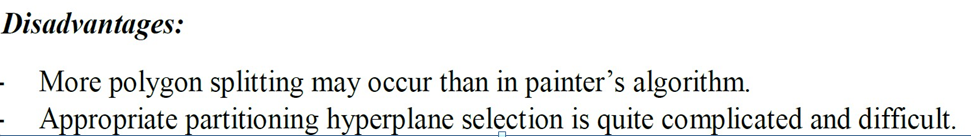 Disadvantages:
- More polygon splitting may occur than in painter's algorithm.
- Appropriate partitioning hyperplane selection is quite complicated and difficult.